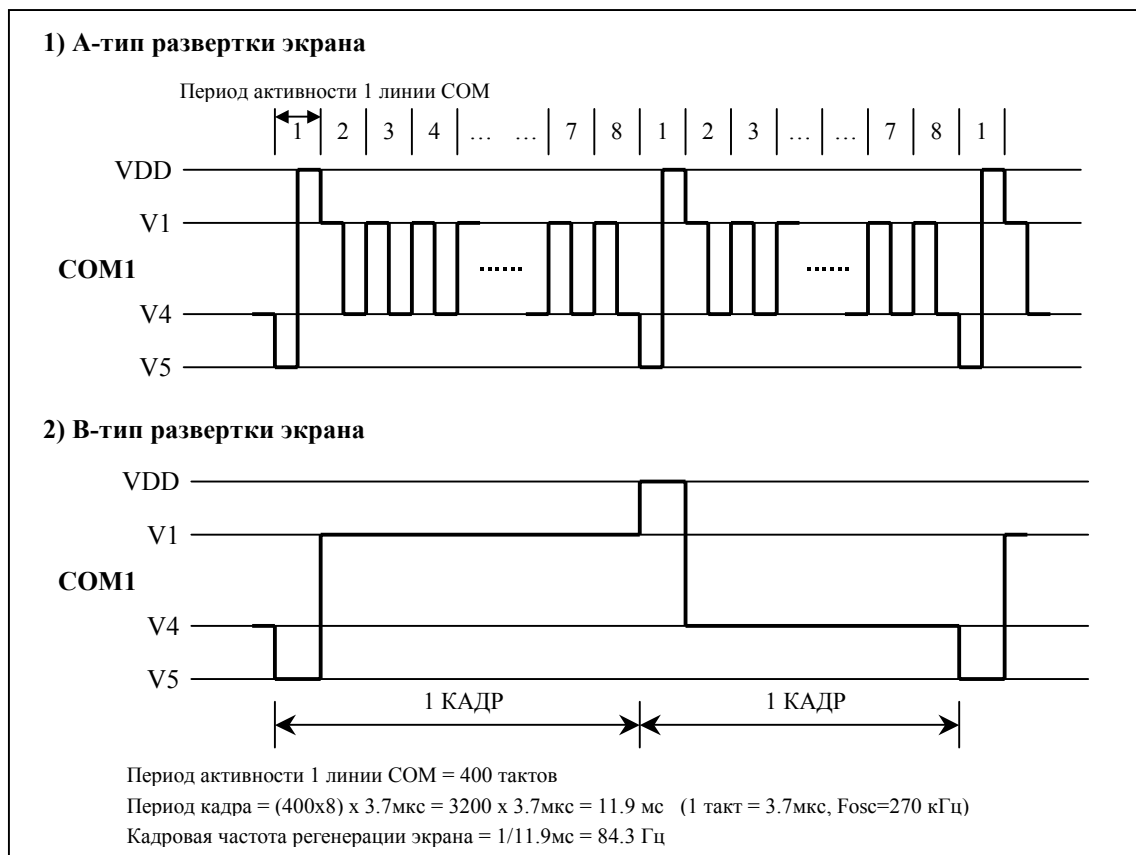 1) А-тип развертки экрана
Период активности 1 линии COM
1 2 3 4 … … 7 8 1 2 3 … … 7 8 1
VDD
V1
COM1
V4
V5
2) В-тип развертки экрана
VDD
V1
COM1
V4
V5
1 КАДР 1 КАДР
Период активности 1 линии COM = 400 тактов
Период кадра = (400x8) x 3.7мкс = 3200 x 3.7мкс = 11.9 мс (1 такт = 3.7мкс, Fosc=270 кГц)
Кадровая частота регенерации экрана = 1/11.9мс = 84.3 Гц